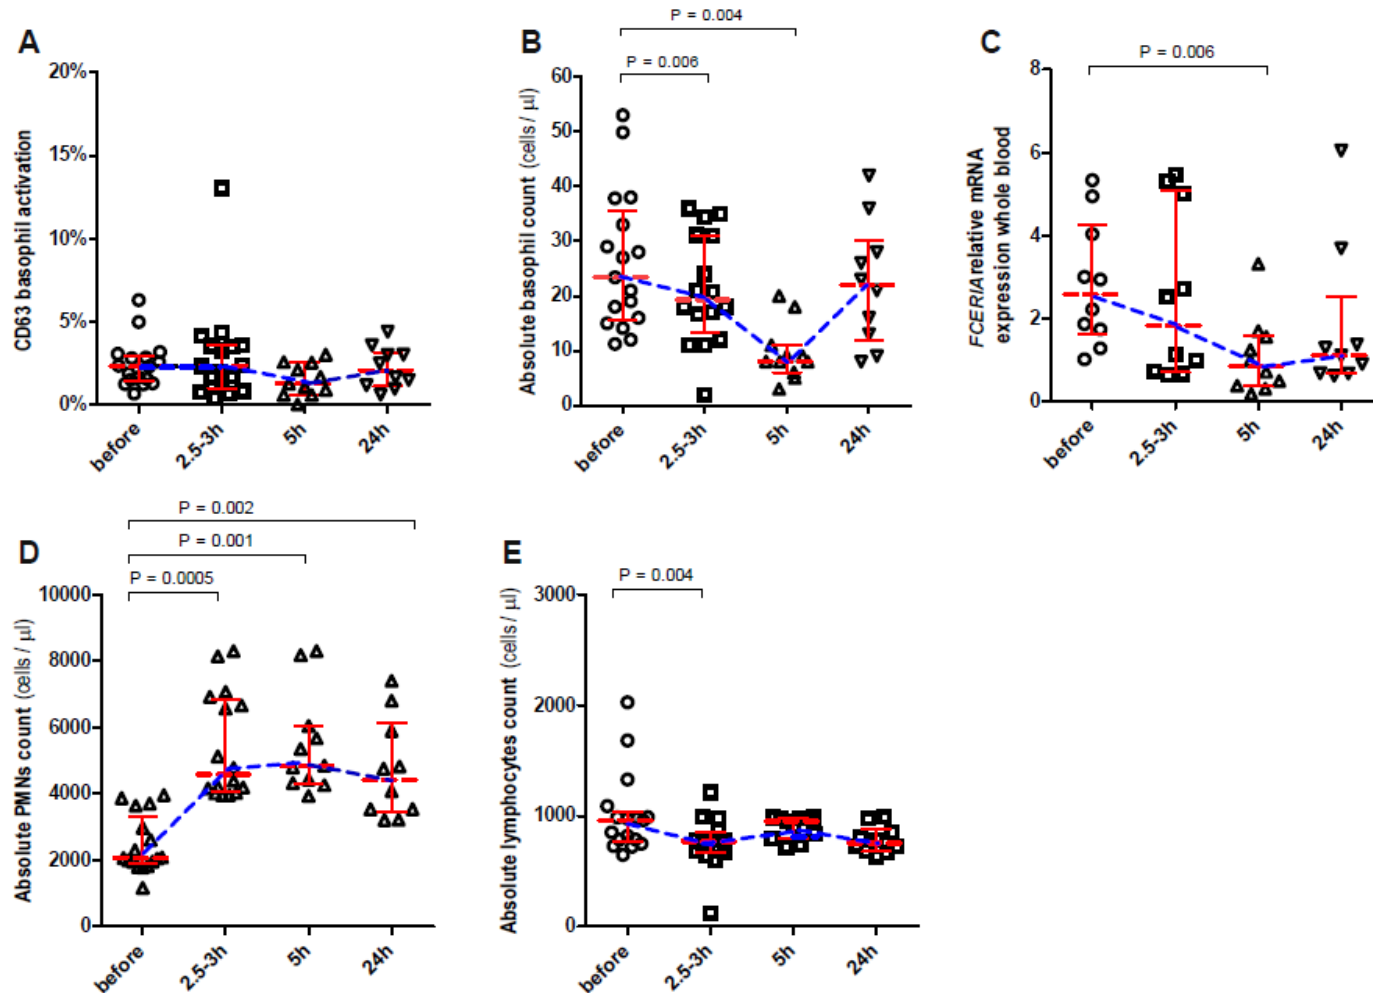 A
CD63 basophil activation
20%
15%
10%
5%
0%
before
2.5-3h
5h
24h
B
P = 0.004
P = 0.006
Absolute basophil count (cells / µl)
60
50
40
30
20
10
0
before
2.5-3h
5h
24h
C
P = 0.006
FCERIA relative mRNA
expression whole blood
8
6
4
2
0
before
2.5-3h
5h
24h
D
P = 0.002
P = 0.001
P = 0.0005
Absolute PMNs count (cells / µl)
10000
8000
6000
4000
2000
0
before
2.5-3h
5h
24h
E
P = 0.004
Absolute lymphocytes count (cells / µl)
3000
2000
1000
0
before
2.5-3h
5h
24h